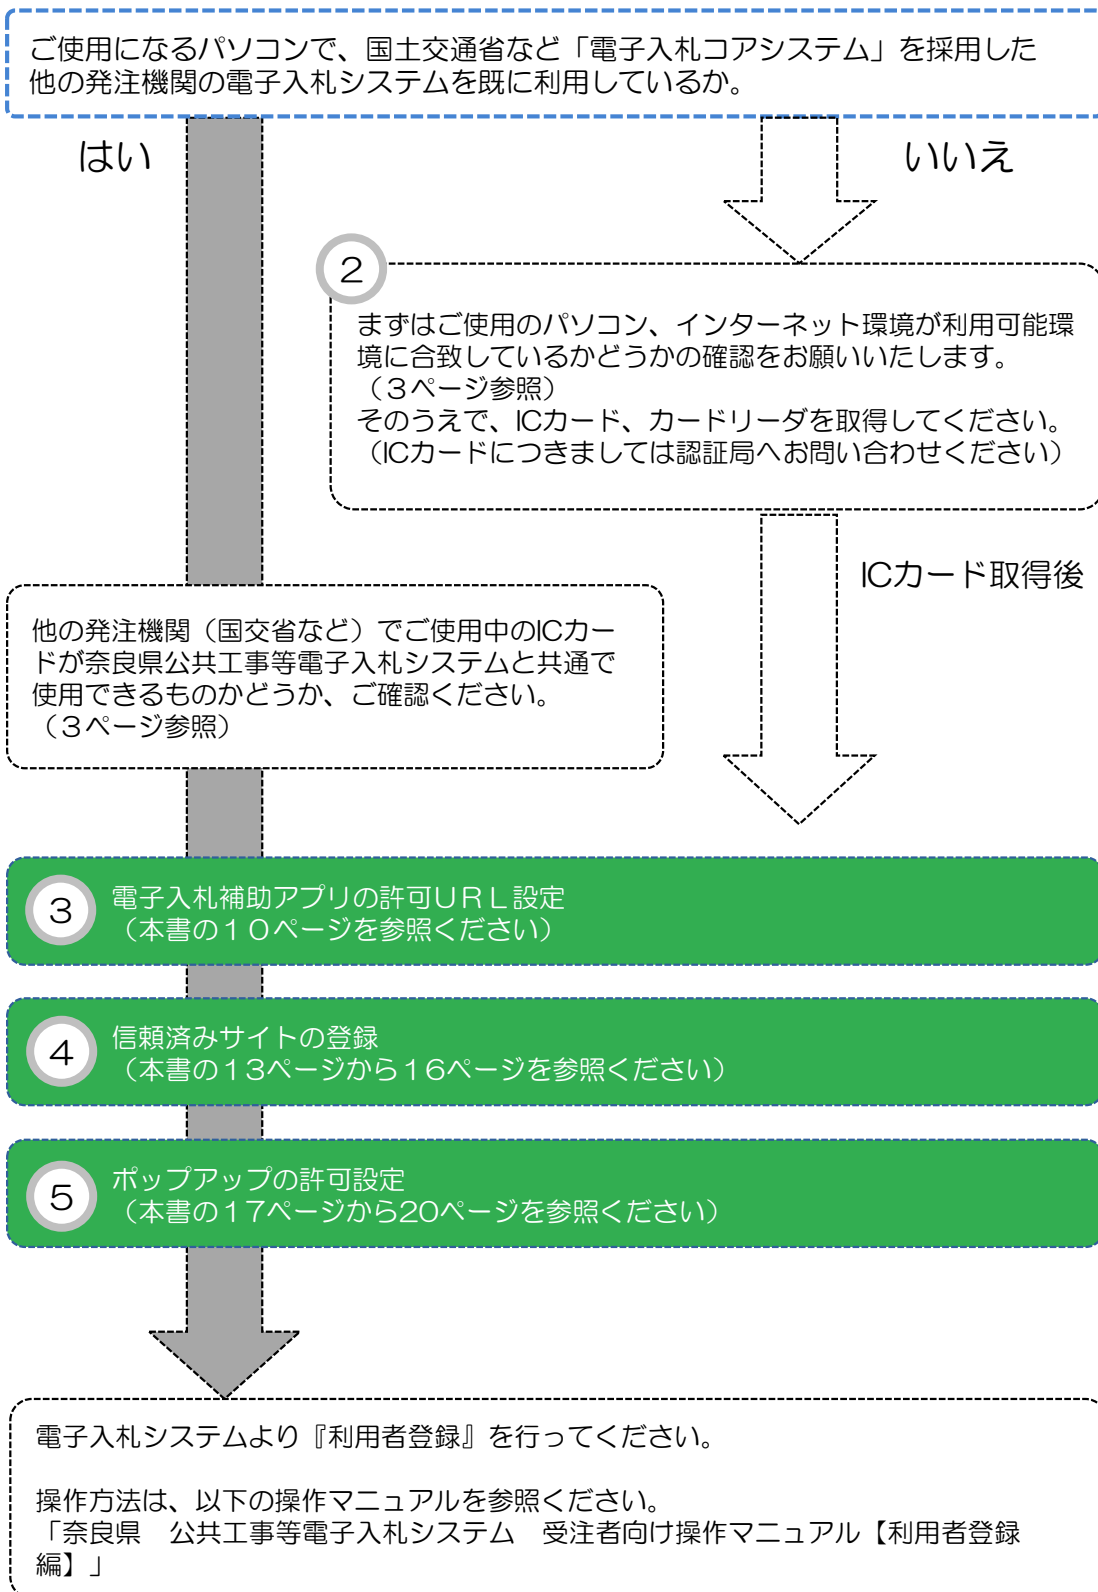 ご使用になるパソコンで、国土交通省など「電子入札コアシステム」を採用した
他の発注機関の電子入札システムを既に利用しているか。
はい
いいえ
2
まずはご使用のパソコン、インターネット環境が利用可能環
境に合致しているかどうかの確認をお願いいたします。
（３ページ参照）
そのうえで、ICカード、カードリーダを取得してください。
（ICカードにつきましては認証局へお問い合わせください）
ICカード取得後
他の発注機関（国交省など）でご使用中のICカー
ドが奈良県公共工事等電子入札システムと共通で
使用できるものかどうか、ご確認ください。
（３ページ参照）
3
電子入札補助アプリの許可ＵＲＬ設定
（本書の１０ページを参照ください）
4
信頼済みサイトの登録
（本書の１3ページから１6ページを参照ください）
5
ポップアップの許可設定
（本書の１7ページから20ページを参照ください）
電子入札システムより『利用者登録』を行ってください。
操作方法は、以下の操作マニュアルを参照ください。
「奈良県　公共工事等電子入札システム　受注者向け操作マニュアル【利用者登録
編】」